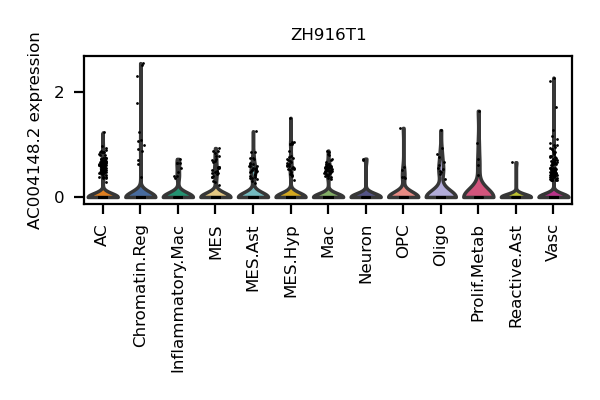 ZH916T1
AC004148.2 expression
2
0
AC
Chromatin.Reg
Inflammatory.Mac
MES
MES.Ast
MES.Hyp
Mac
Neuron
OPC
Oligo
Prolif.Metab
Reactive.Ast
Vasc